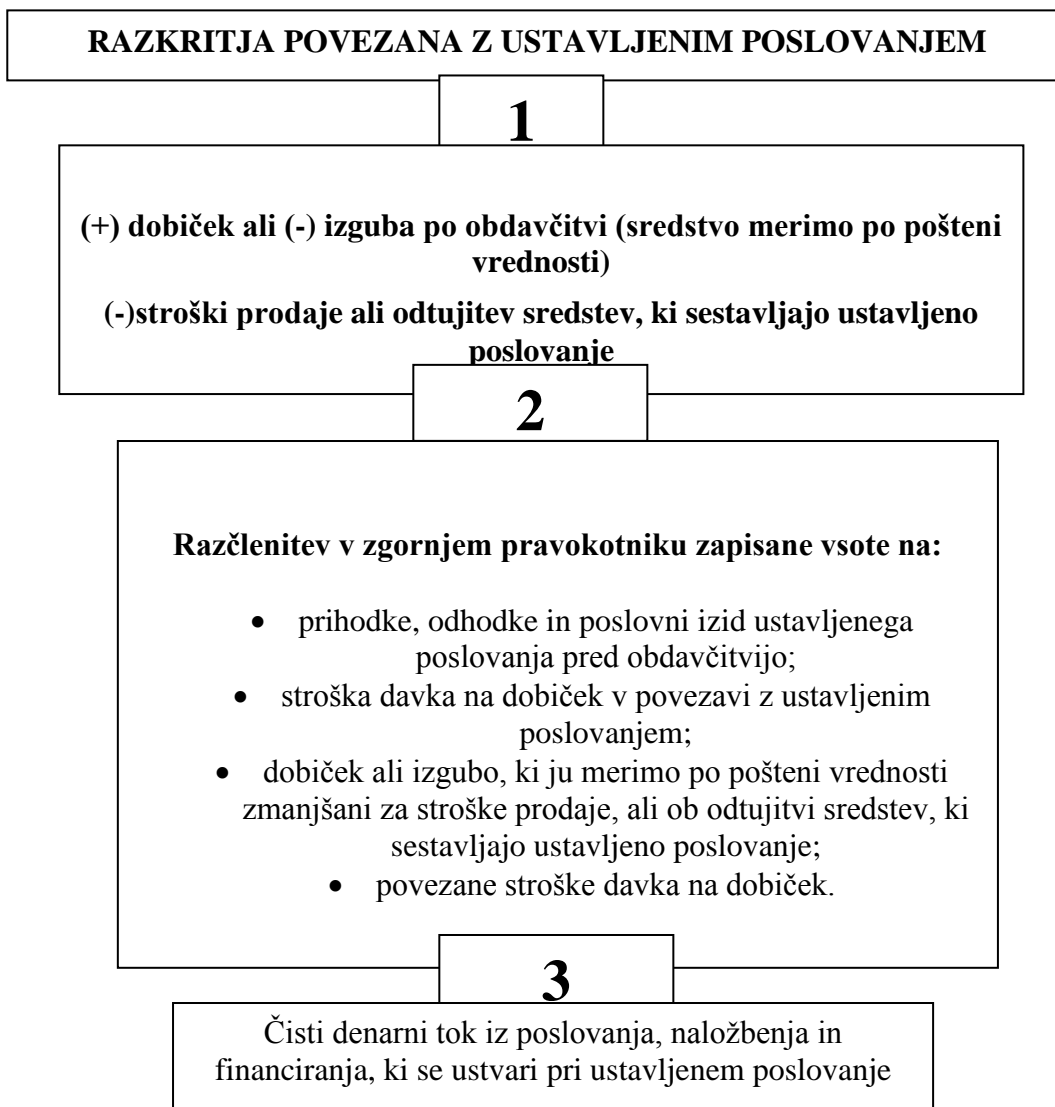 RAZKRITJA POVEZANA Z USTAVLJENIM POSLOVANJEM
1
(+) dobiček ali (-) izguba po obdavčitvi (sredstvo merimo po pošteni
vrednosti)
(-)stroški prodaje ali odtujitev sredstev, ki sestavljajo ustavljeno
poslovanje
2
Razčlenitev v zgornjem pravokotniku zapisane vsote na:
• prihodke, odhodke in poslovni izid ustavljenega
poslovanja pred obdavčitvijo;
• stroška davka na dobiček v povezavi z ustavljenim
poslovanjem;
• dobiček ali izgubo, ki ju merimo po pošteni vrednosti
zmanjšani za stroške prodaje, ali ob odtujitvi sredstev, ki
sestavljajo ustavljeno poslovanje;
• povezane stroške davka na dobiček.
3
Čisti denarni tok iz poslovanja, naložbenja in
financiranja, ki se ustvari pri ustavljenem poslovanje